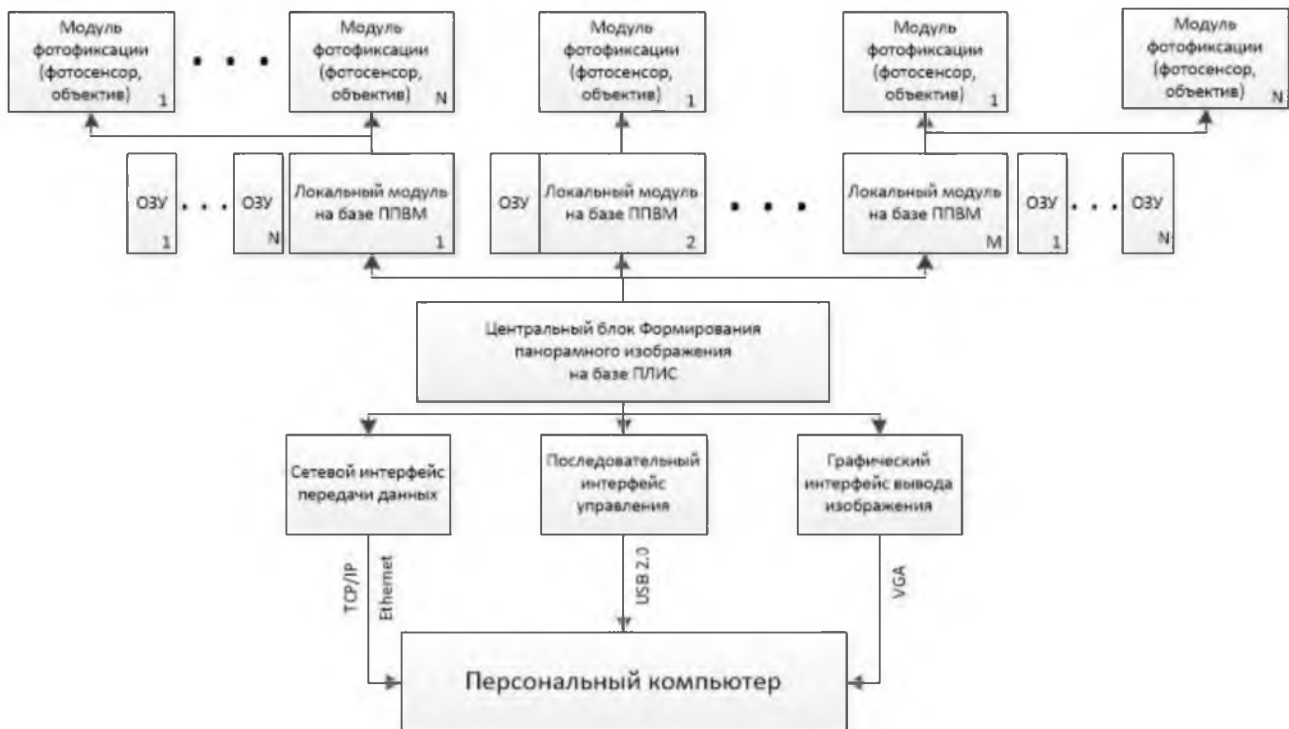 Модуль
фотофиксации
(фотосенсор,
объектив)
1
Модуль
фотофиксации
(фотосенсор,
объектив)
N
Модуль
фотофиксации
(фотосенсор,
объектив)
1
Модуль
фотофиксации
(фотосенсор,
объектив)
1
Модуль
фотофиксации
(фотосенсор,
объектив)
N
ОЗУ
1
ОЗУ
N
Локальный модуль
на базе ППВМ
1
ОЗУ
Локальный модуль
на базе ППВМ
2
Локальный модуль
на базе ППВМ
M
ОЗУ
1
ОЗУ
N
Центральный блок Формирования
панорамного изображения
на базе ПЛИС
Сетевой интерфейс
передачи данных
Последовательный
интерфейс
управления
Графический
интерфейс вывода
изображения
TCP/IP
Ethernet
USB 2.0
VGA
Персональный компьютер